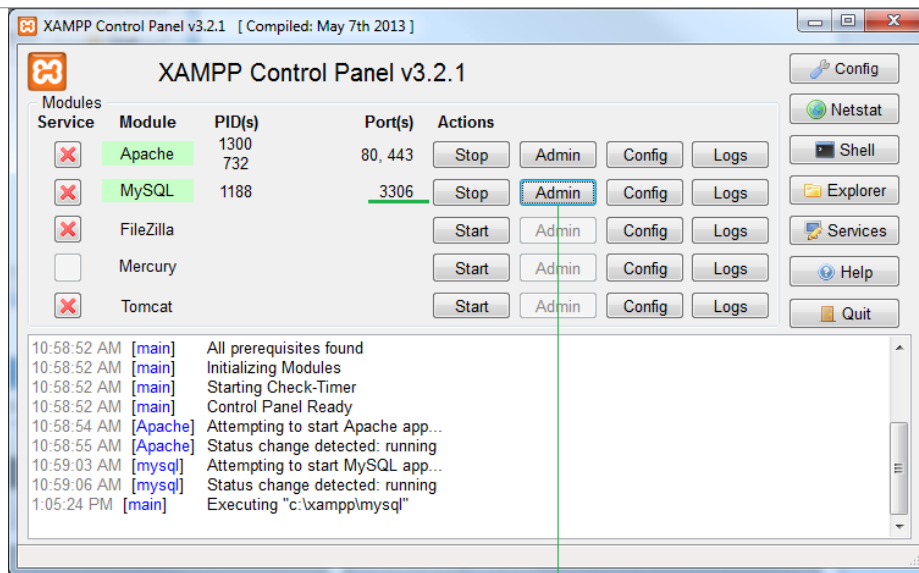 XAMPP Control Panel v3.2.1 [ Compiled: May 7th 2013 ]
XAMPP Control Panel v3.2.1
Config
Modules
Service Module PID(s) Port(s) Actions
Netstat
Apache 1300 732 80, 443 Stop Admin Config Logs
Shell
MySQL 1188 3306 Stop Admin Config Logs
Explorer
FileZilla Start Admin Config Logs
Services
Mercury Start Admin Config Logs
Help
Tomcat Start Admin Config Logs
Quit
10:58:52 AM [main] All prerequisites found
10:58:52 AM [main] Initializing Modules
10:58:52 AM [main] Starting Check-Timer
10:58:52 AM [main] Control Panel Ready
10:58:54 AM [Apache] Attempting to start Apache app...
10:58:55 AM [Apache] Status change detected: running
10:59:03 AM [mysql] Attempting to start MySQL app...
10:59:06 AM [mysql] Status change detected: running
1:05:24 PM [main] Executing "c:\xampp\mysql"